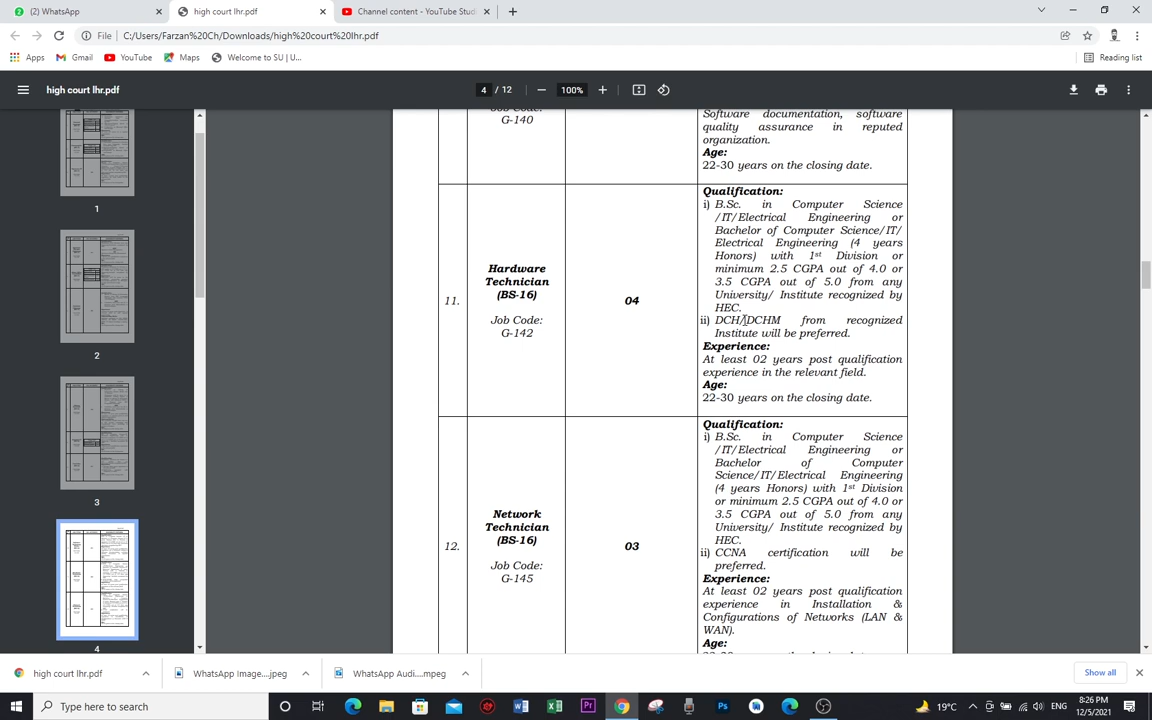 (2) WhatsApp
high court lhr.pdf
Channel content - YouTube Stud
File
C:/Users/Farzan%20Ch/Downloads/high%20court%20lhr.pdf
Apps
Gmail
YouTube
Maps
Welcome to SU | U...
Reading list
high court lhr.pdf
4 / 12
100%
1
2
3
4
G-140
Software documentation, software
quality assurance in reputed
organization.
Age:
22-30 years on the closing date.
11.
Hardware
Technician
(BS-16)
Job Code:
G-142
04
Qualification:
i) B.Sc. in Computer Science
/IT/Electrical Engineering or
Bachelor of Computer Science/IT/
Electrical Engineering (4 years
Honors) with 1st Division or
minimum 2.5 CGPA out of 4.0 or
3.5 CGPA out of 5.0 from any
University/ Institute recognized by
HEC.
ii) DCH/DCHM from recognized
Institute will be preferred.
Experience:
At least 02 years post qualification
experience in the relevant field.
Age:
22-30 years on the closing date.
12.
Network
Technician
(BS-16)
Job Code:
G-145
03
Qualification:
i) B.Sc. in Computer Science
/IT/Electrical Engineering or
Bachelor of Computer
Science/IT/Electrical Engineering
(4 years Honors) with 1st Division
or minimum 2.5 CGPA out of 4.0 or
3.5 CGPA out of 5.0 from any
University/ Institute recognized by
HEC.
ii) CCNA certification will be
preferred.
Experience:
At least 02 years post qualification
experience in Installation &
Configurations of Networks (LAN &
WAN).
Age:
high court lhr.pdf
WhatsApp Image....jpeg
WhatsApp Audi....mpeg
Show all
Type here to search
19°C
ENG
8:26 PM
12/5/2021